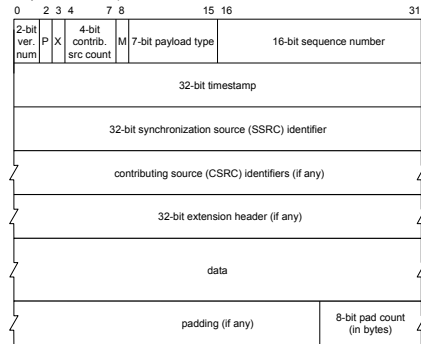 0 2 3 4 7 8 15 16 31
2-bit ver. num
P
X
4-bit contrib. src count
M
7-bit payload type
16-bit sequence number
32-bit timestamp
32-bit synchronization source (SSRC) identifier
contributing source (CSRC) identifiers (if any)
32-bit extension header (if any)
data
padding (if any)
8-bit pad count
(in bytes)